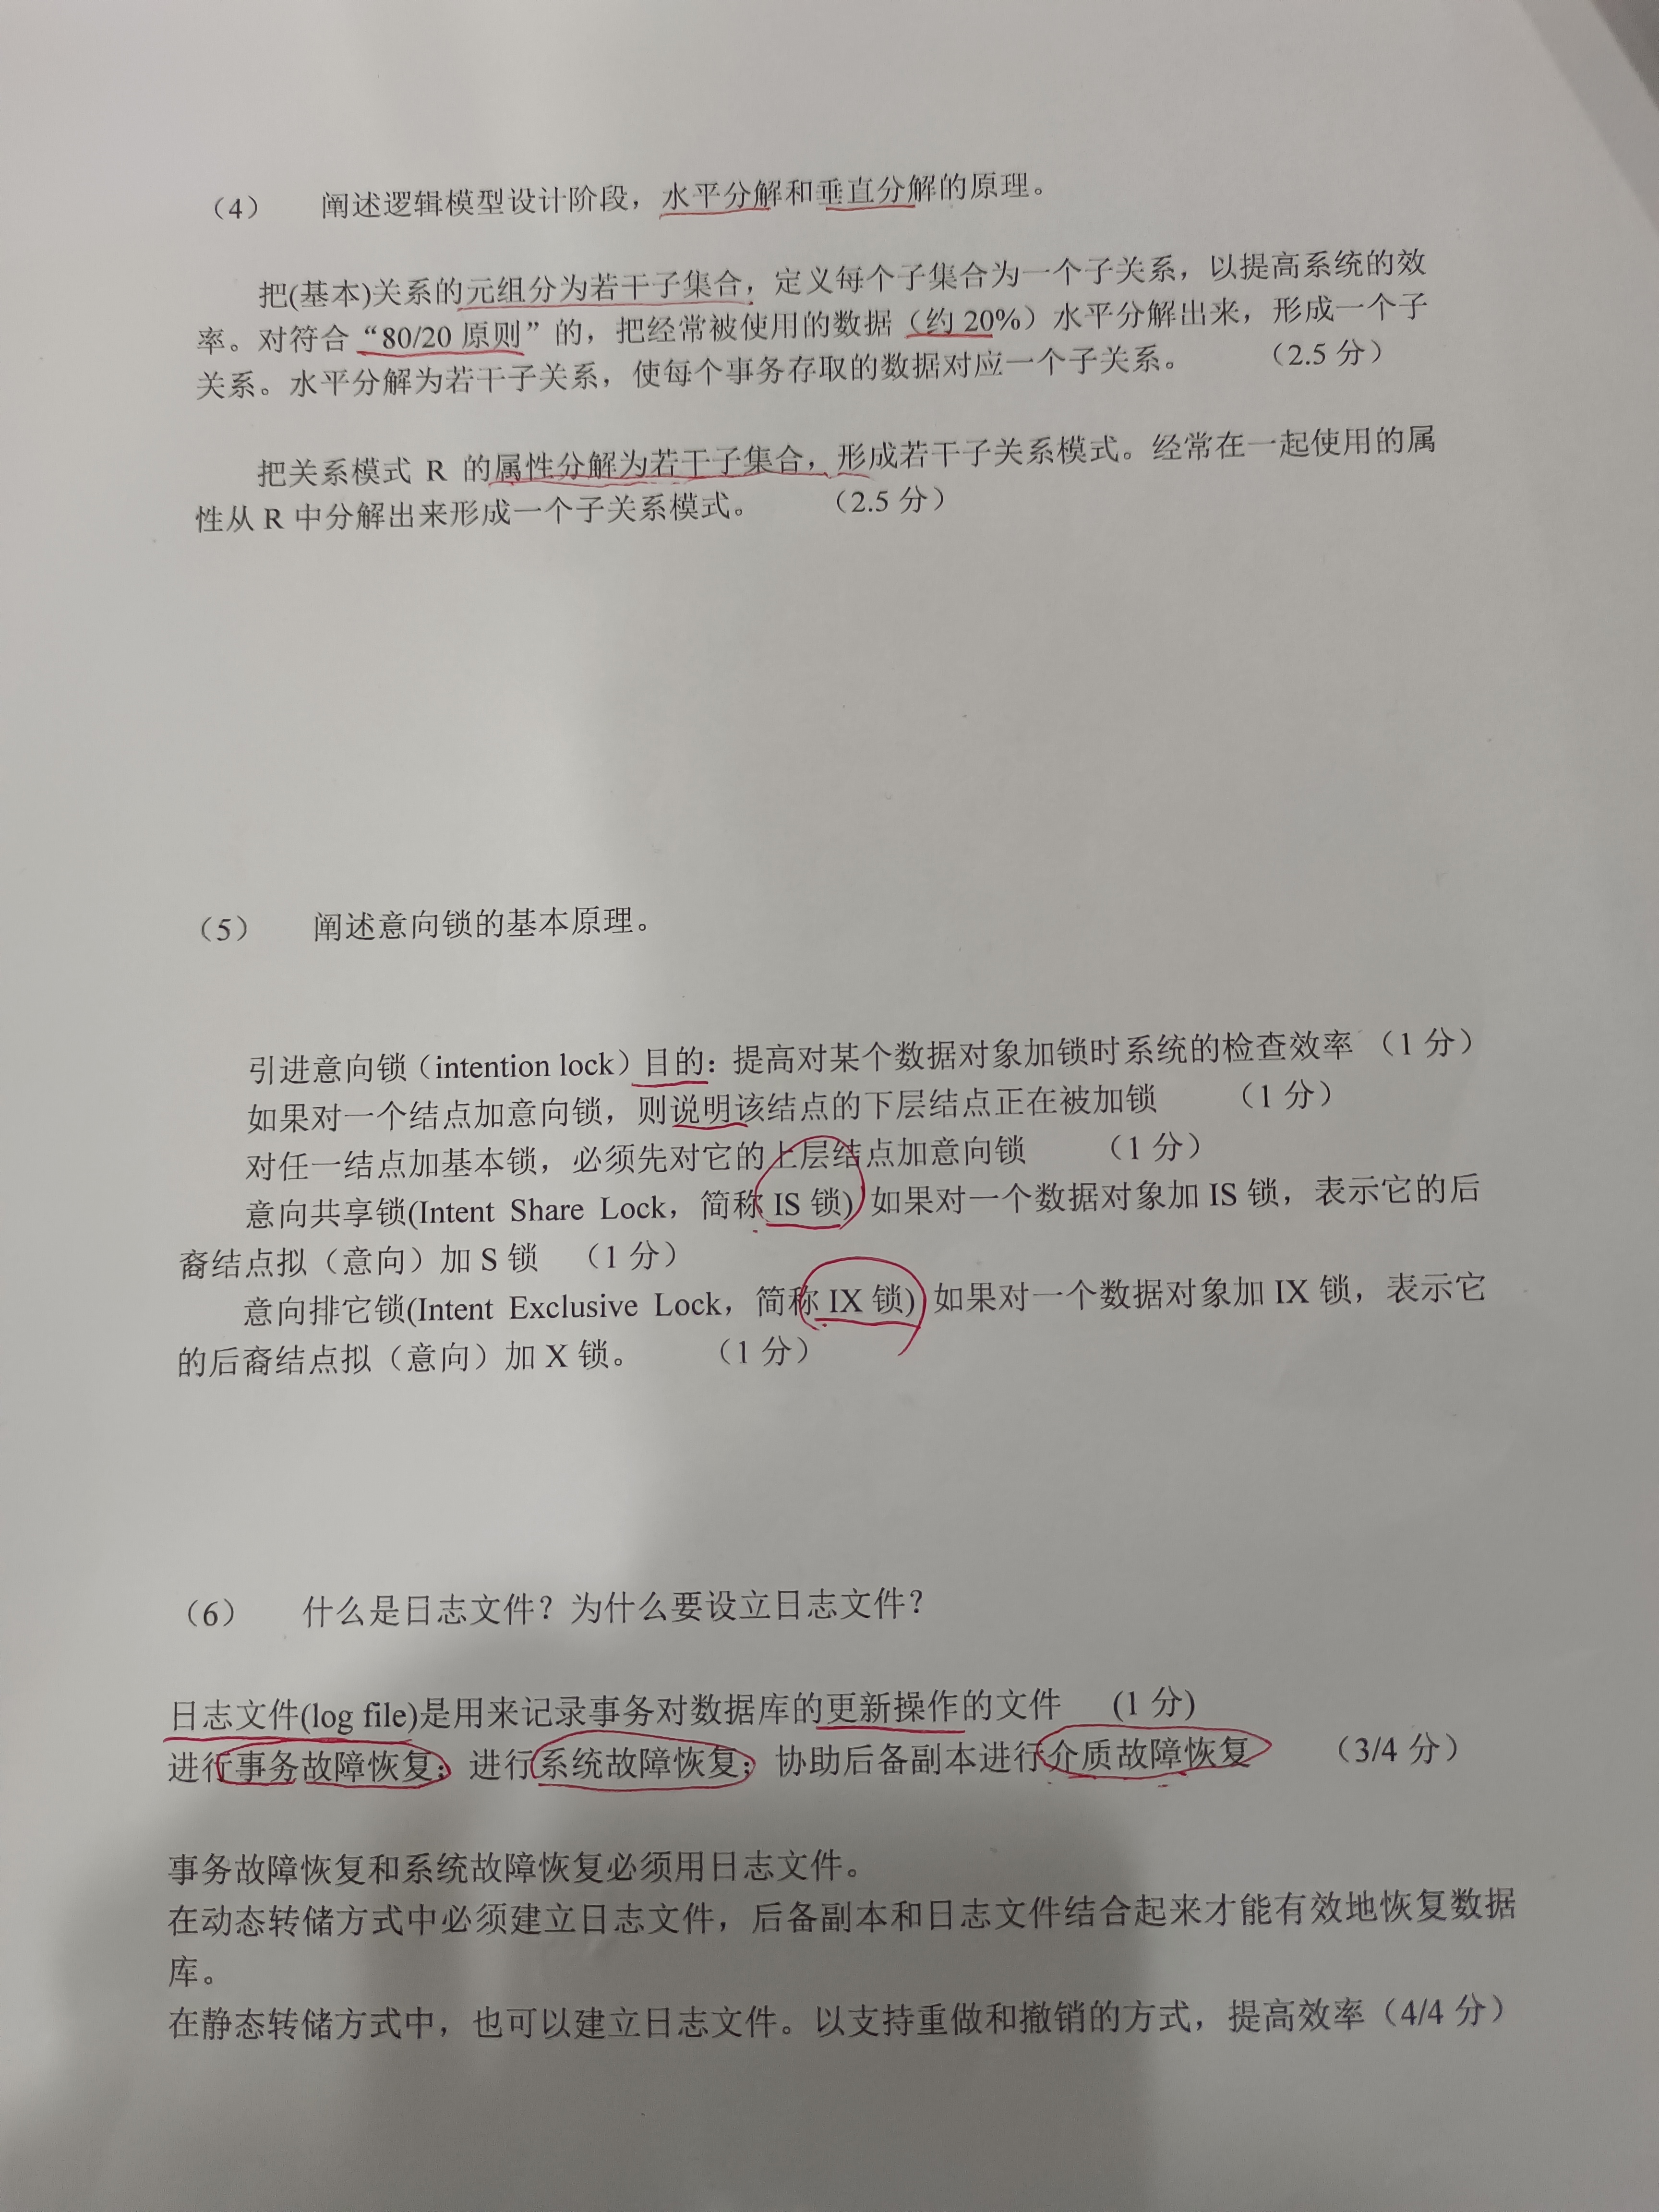 （4） 阐述逻辑模型设计阶段，水平分解和垂直分解的原理。
把(基本)关系的元组分为若干子集合，定义每个子集合为一个子关系，以提高系统的效
率。对符合“80/20 原则”的，把经常被使用的数据（约 20%）水平分解出来，形成一个子
关系。水平分解为若干子关系，使每个事务存取的数据对应一个子关系。 （2.5 分）
把关系模式 R 的属性分解为若干子集合，形成若干子关系模式。经常在一起使用的属
性从 R 中分解出来形成一个子关系模式。 （2.5 分）
（5） 阐述意向锁的基本原理。
引进意向锁（intention lock）目的：提高对某个数据对象加锁时系统的检查效率 （1 分）
如果对一个结点加意向锁，则说明该结点的下层结点正在被加锁 （1 分）
对任一结点加基本锁，必须先对它的上层结点加意向锁 （1 分）
意向共享锁(Intent Share Lock，简称 IS 锁) 如果对一个数据对象加 IS 锁，表示它的后
裔结点拟（意向）加 S 锁 （1 分）
意向排它锁(Intent Exclusive Lock，简称 IX 锁) 如果对一个数据对象加 IX 锁，表示它
的后裔结点拟（意向）加 X 锁。 （1 分）
（6） 什么是日志文件？为什么要设立日志文件？
日志文件(log file)是用来记录事务对数据库的更新操作的文件 (1 分)
进行事务故障恢复；进行系统故障恢复；协助后备副本进行介质故障恢复 （3/4 分）
事务故障恢复和系统故障恢复必须用日志文件。
在动态转储方式中必须建立日志文件，后备副本和日志文件结合起来才能有效地恢复数据
库。
在静态转储方式中，也可以建立日志文件。以支持重做和撤销的方式，提高效率（4/4 分）